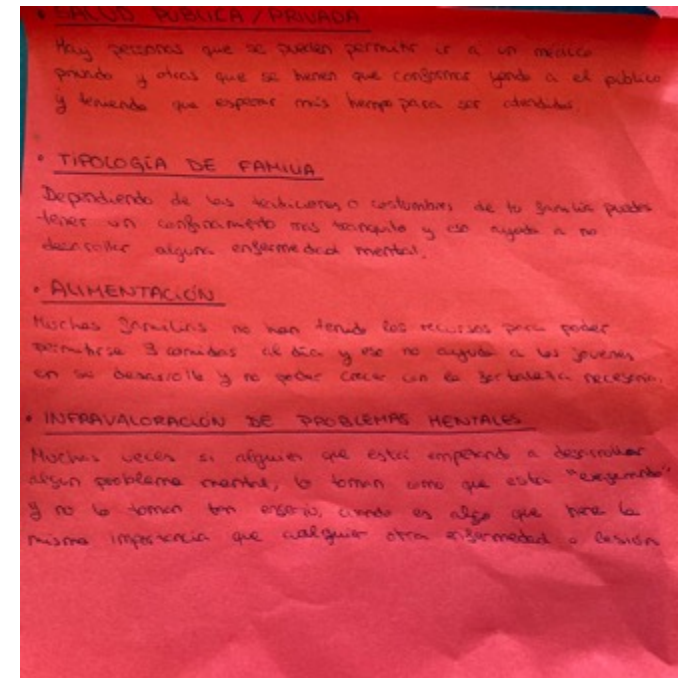 • SALUD PÚBLICA / PRIVADA
Hay personas que se pueden permitir ir a un médico
privado y otras que se tienen que conformar yendo a el público
y teniendo que esperar más tiempo para ser atendidos.
• TIPOLOGÍA DE FAMILIA
Dependiendo de las tradiciones o costumbres de tu familia puedes
tener un confinamiento mas tranquilo y eso ayuda a no
desarrollar alguna enfermedad mental.
• ALIMENTACIÓN
Muchas familias no han tenido los recursos para poder
permitirse 3 comidas al día y eso no ayuda a los jóvenes
en su desarrollo y no poder crecer con la fortaleza necesaria.
• INFRAVALORACIÓN DE PROBLEMAS MENTALES
Muchas veces si alguien que está empezando a desarrollar
algún problema mental, lo toman como que está "exagerando"
y no lo toman tan enserio, cuando es algo que tiene la
misma importancia que cualquier otra enfermedad o lesión